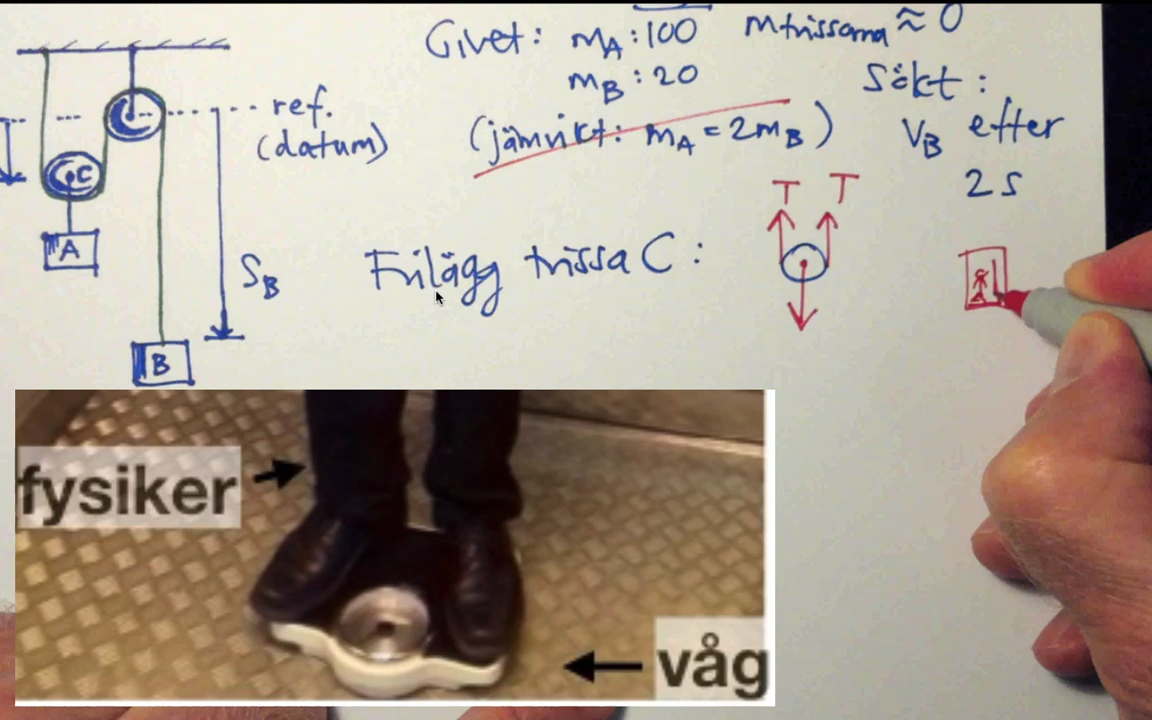 Givet: mA: 100
mB: 20
mtrissorna ≈ 0
Sökt:
vB efter
2 s
ref.
(datum)
(jämvikt: mA = 2mB)
T T
C
A
SB
B
Frilägg trissa C:
fysiker
våg